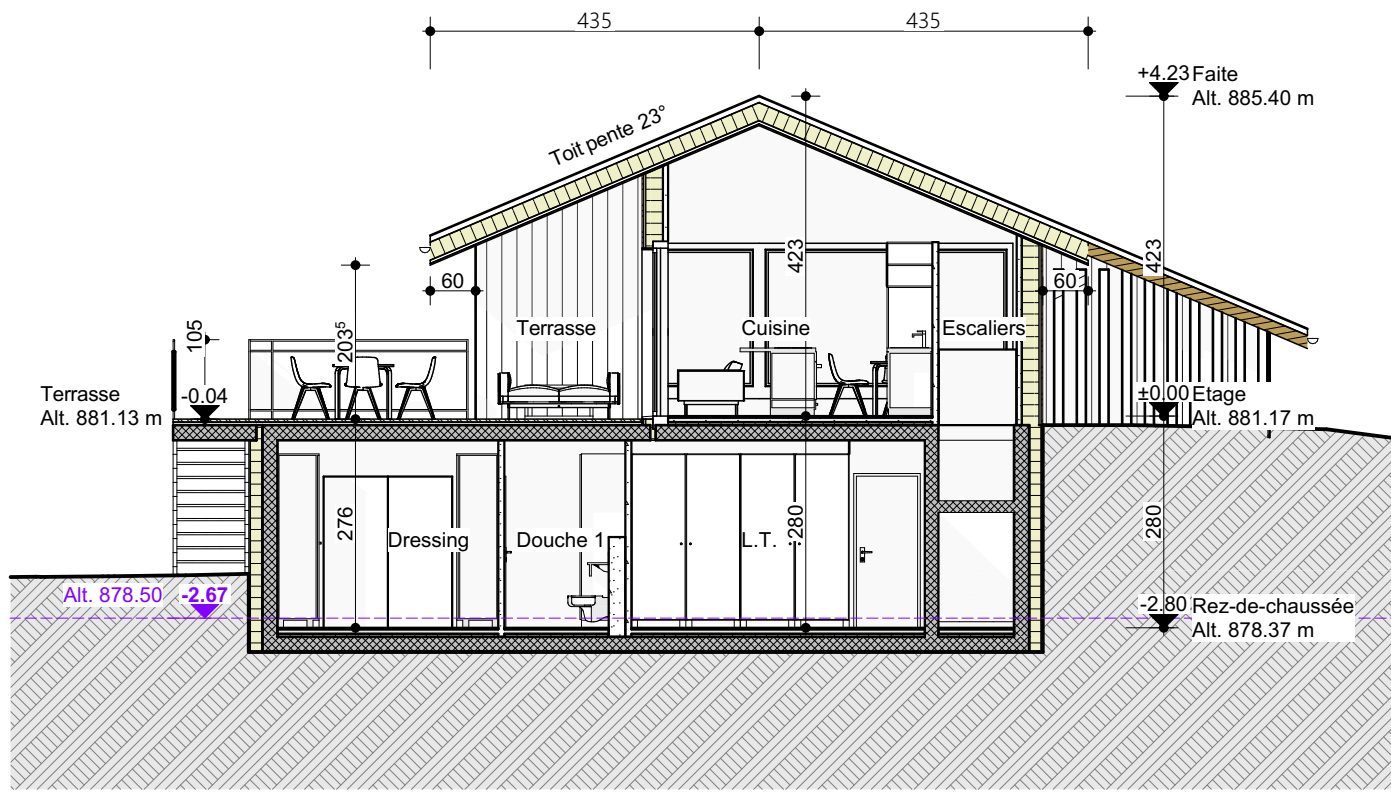 435
435
+4.23 Faite
Alt. 885.40 m
Toit pente 23°
423
423
60
60
105
203⁵
Terrasse
Cuisine
Escaliers
Terrasse
Alt. 881.13 m
-0.04
±0.00 Etage
Alt. 881.17 m
276
Dressing
Douche 1
L.T.
280
280
Alt. 878.50 -2.67
-2.80 Rez-de-chaussée
Alt. 878.37 m